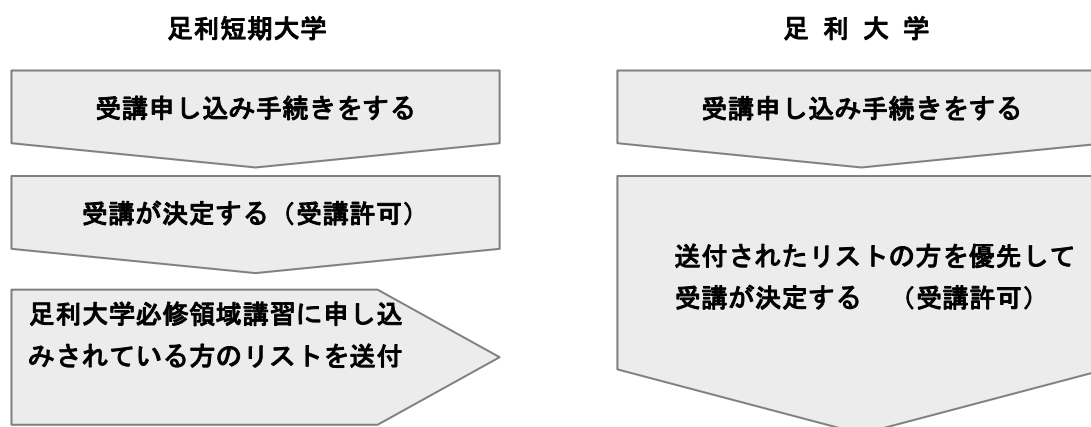 足利短期大学
受講申し込み手続きをする
受講が決定する（受講許可）
足利大学必修領域講習に申し込
みされている方のリストを送付
足 利 大 学
受講申し込み手続きをする
送付されたリストの方を優先して
受講が決定する　（受講許可）